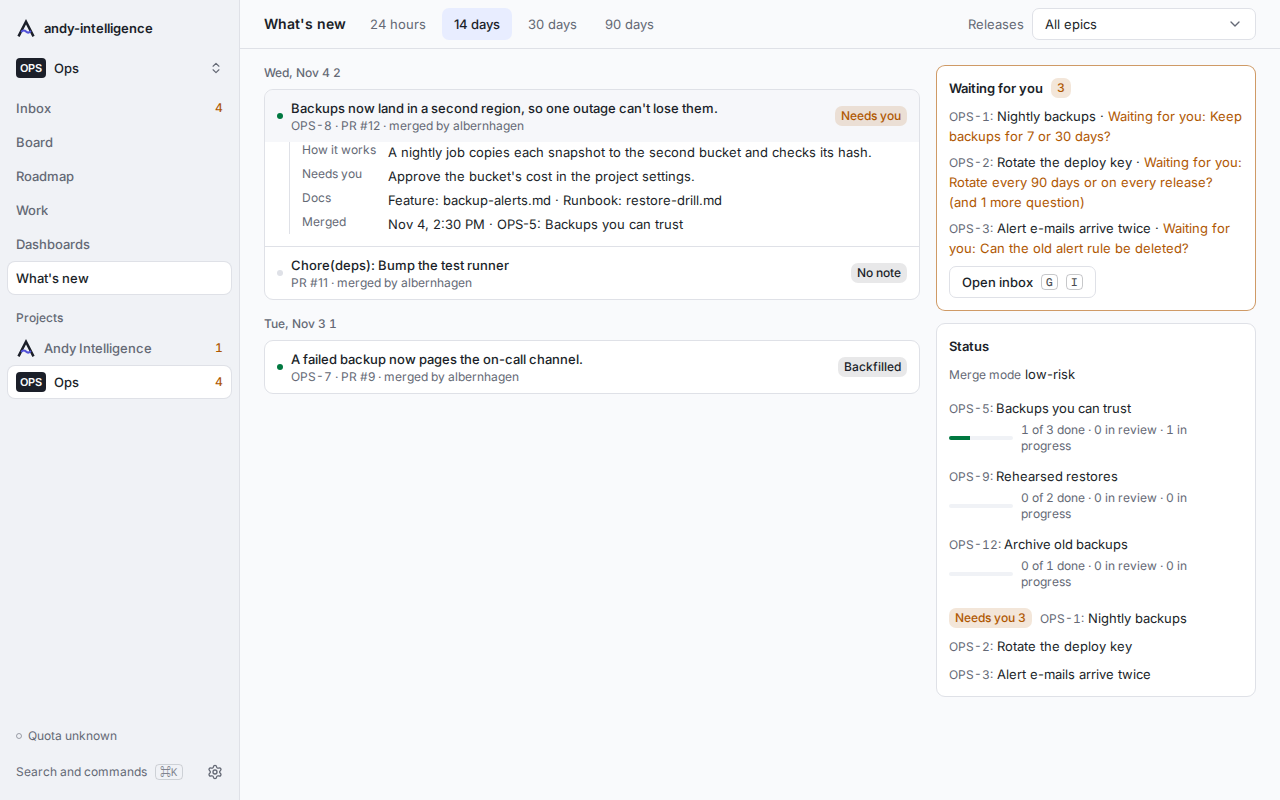 andy-intelligence
OPS Ops
Inbox 4
Board
Roadmap
Work
Dashboards
What's new
Projects
Andy Intelligence 1
OPS Ops 4
Quota unknown
Search and commands ⌘K
What's new 24 hours 14 days 30 days 90 days
Releases All epics
Wed, Nov 4 2
Backups now land in a second region, so one outage can't lose them.
OPS-8 · PR #12 · merged by albernhagen
Needs you
How it works A nightly job copies each snapshot to the second bucket and checks its hash.
Needs you Approve the bucket's cost in the project settings.
Docs Feature: backup-alerts.md · Runbook: restore-drill.md
Merged Nov 4, 2:30 PM · OPS-5: Backups you can trust
Chore(deps): Bump the test runner
PR #11 · merged by albernhagen
No note
Tue, Nov 3 1
A failed backup now pages the on-call channel.
OPS-7 · PR #9 · merged by albernhagen
Backfilled
Waiting for you 3
OPS-1: Nightly backups · Waiting for you: Keep
backups for 7 or 30 days?
OPS-2: Rotate the deploy key · Waiting for you:
Rotate every 90 days or on every release?
(and 1 more question)
OPS-3: Alert e-mails arrive twice · Waiting for
you: Can the old alert rule be deleted?
Open inbox G I
Status
Merge mode low-risk
OPS-5: Backups you can trust
1 of 3 done · 0 in review · 1 in
progress
OPS-9: Rehearsed restores
0 of 2 done · 0 in review · 0 in
progress
OPS-12: Archive old backups
0 of 1 done · 0 in review · 0 in
progress
Needs you 3 OPS-1: Nightly backups
OPS-2: Rotate the deploy key
OPS-3: Alert e-mails arrive twice